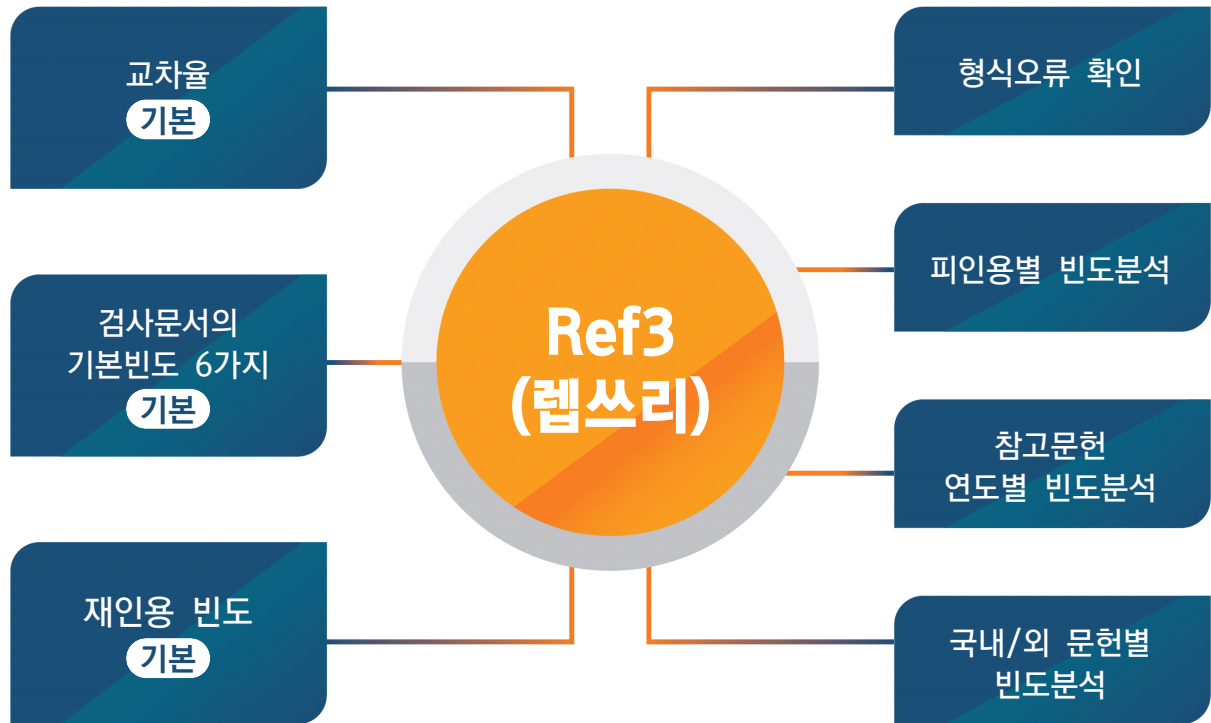 교차율
기본
검사문서의
기본빈도 6가지
기본
재인용 빈도
기본
Ref3
(렙쓰리)
형식오류 확인
피인용별 빈도분석
참고문헌
연도별 빈도분석
국내/외 문헌별
빈도분석